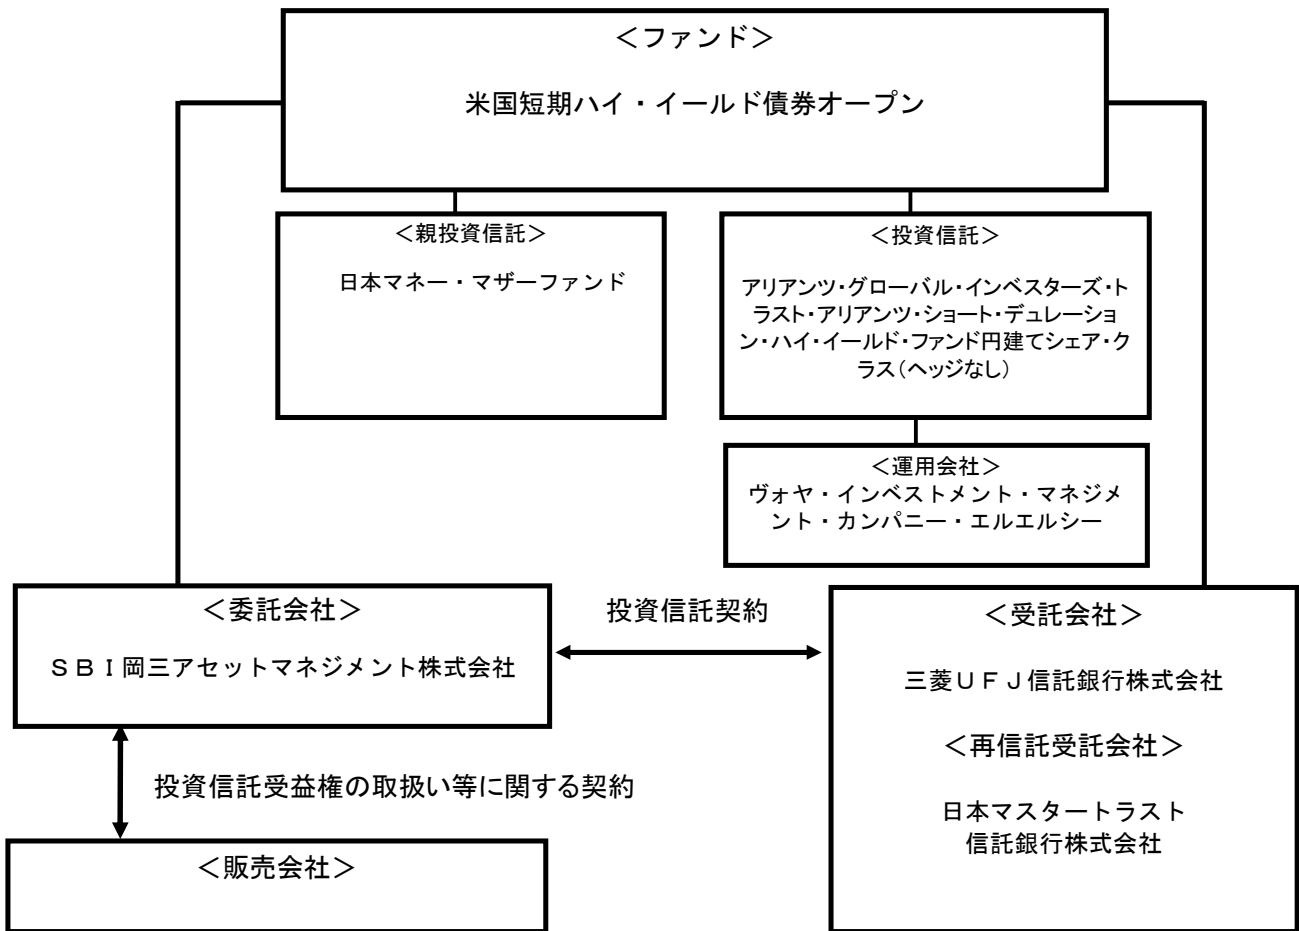 ＜ファンド＞
米国短期ハイ・イールド債券オープン
＜親投資信託＞
日本マネー・マザーファンド
＜投資信託＞
アリアンツ・グローバル・インベスターズ・ト
ラスト・アリアンツ・ショート・デュレーショ
ン・ハイ・イールド・ファンド円建てシェア・ク
ラス（ヘッジなし）
＜運用会社＞
ヴォヤ・インベストメント・マネジメ
ント・カンパニー・エルエルシー
＜委託会社＞
ＳＢＩ岡三アセットマネジメント株式会社
投資信託契約
＜受託会社＞
三菱ＵＦＪ信託銀行株式会社
＜再信託受託会社＞
日本マスタートラスト
信託銀行株式会社
投資信託受益権の取扱い等に関する契約
＜販売会社＞